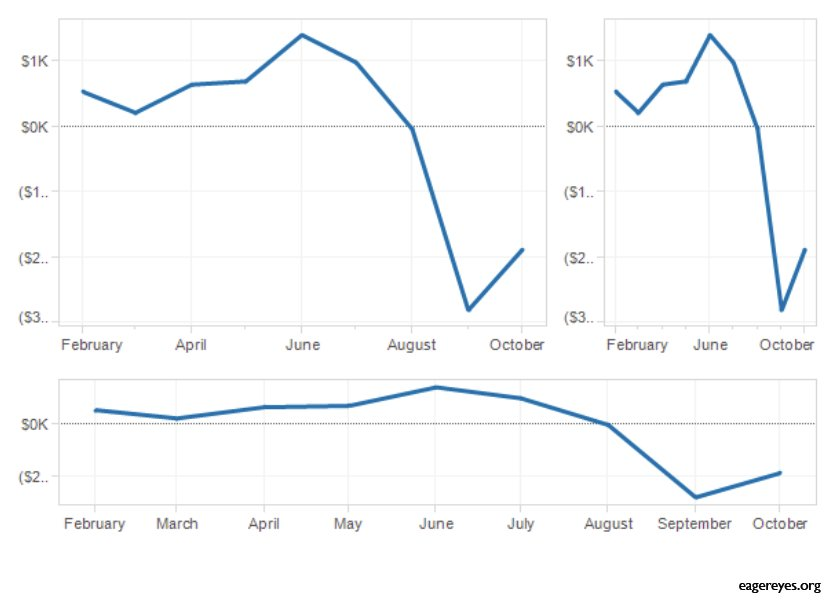 $1K
$0K
($1..
($2..
($3..
February April June August October
$1K
$0K
($1..
($2..
($3..
February June October
$0K
($2..
February March April May June July August September October
eagereyes.org